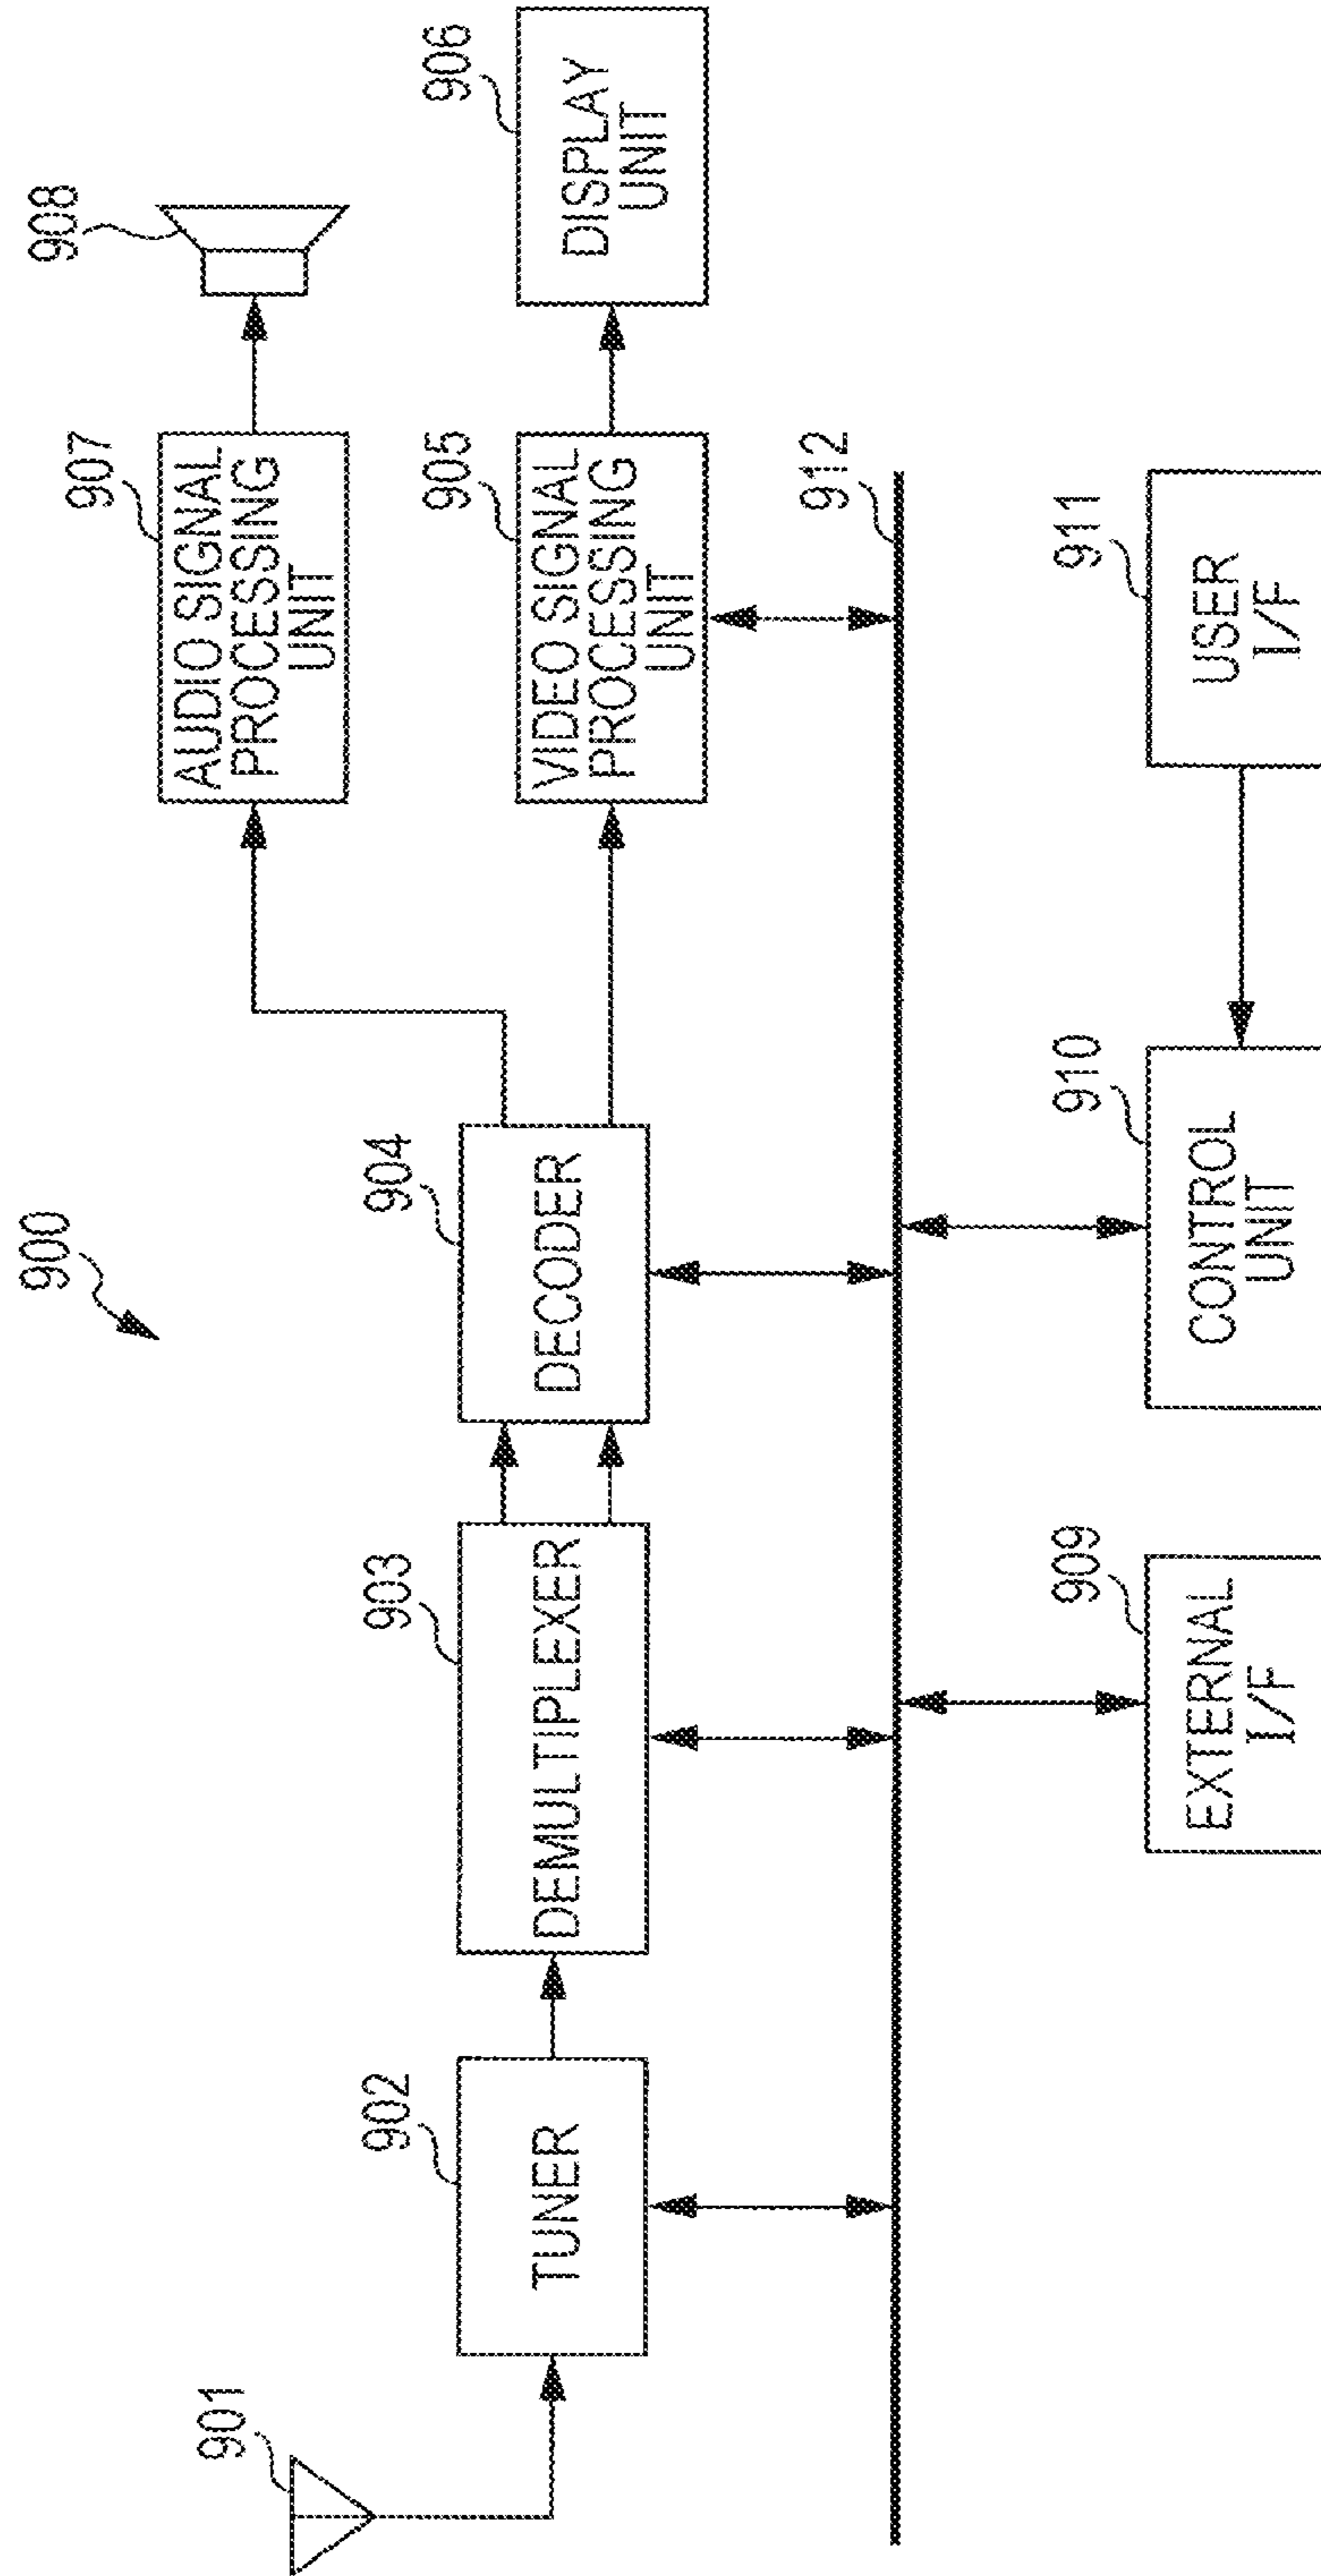 900
901
902
TUNER
903
DEMULTIPLEXER
904
DECODER
907
AUDIO SIGNAL
PROCESSING
UNIT
908
905
VIDEO SIGNAL
PROCESSING
UNIT
906
DISPLAY
UNIT
912
909
EXTERNAL
I/F
910
CONTROL
UNIT
911
USER
I/F